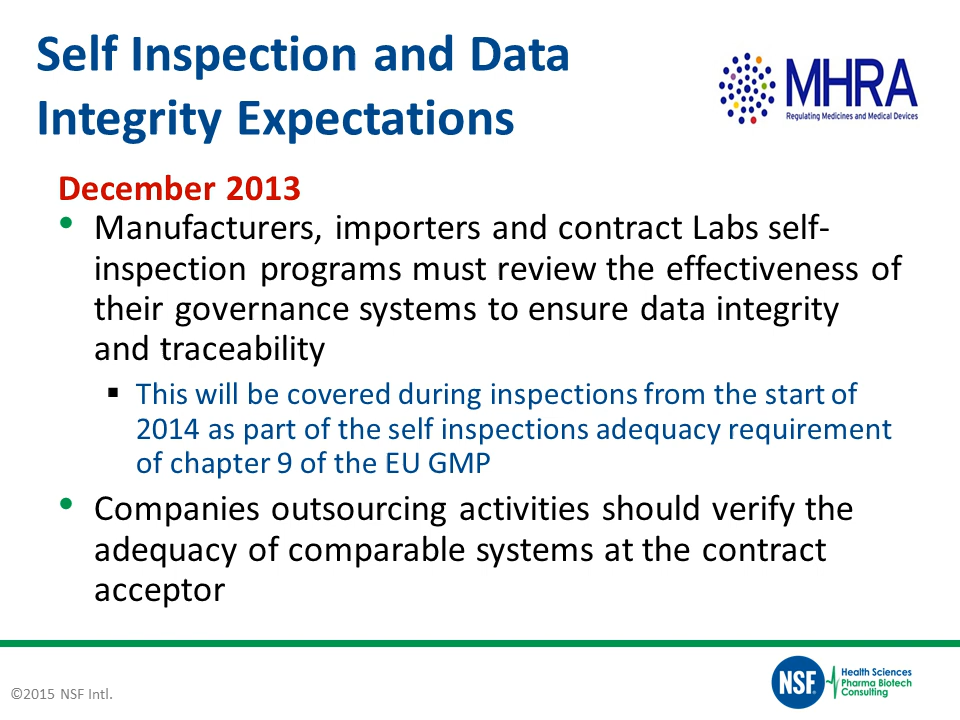 Self Inspection and Data
Integrity Expectations
MHRA
Regulating Medicines and Medical Devices
December 2013
• Manufacturers, importers and contract Labs self-
inspection programs must review the effectiveness of
their governance systems to ensure data integrity
and traceability
▪ This will be covered during inspections from the start of
2014 as part of the self inspections adequacy requirement
of chapter 9 of the EU GMP
• Companies outsourcing activities should verify the
adequacy of comparable systems at the contract
acceptor
©2015 NSF Intl.
NSF
Health Sciences
Pharma Biotech
Consulting